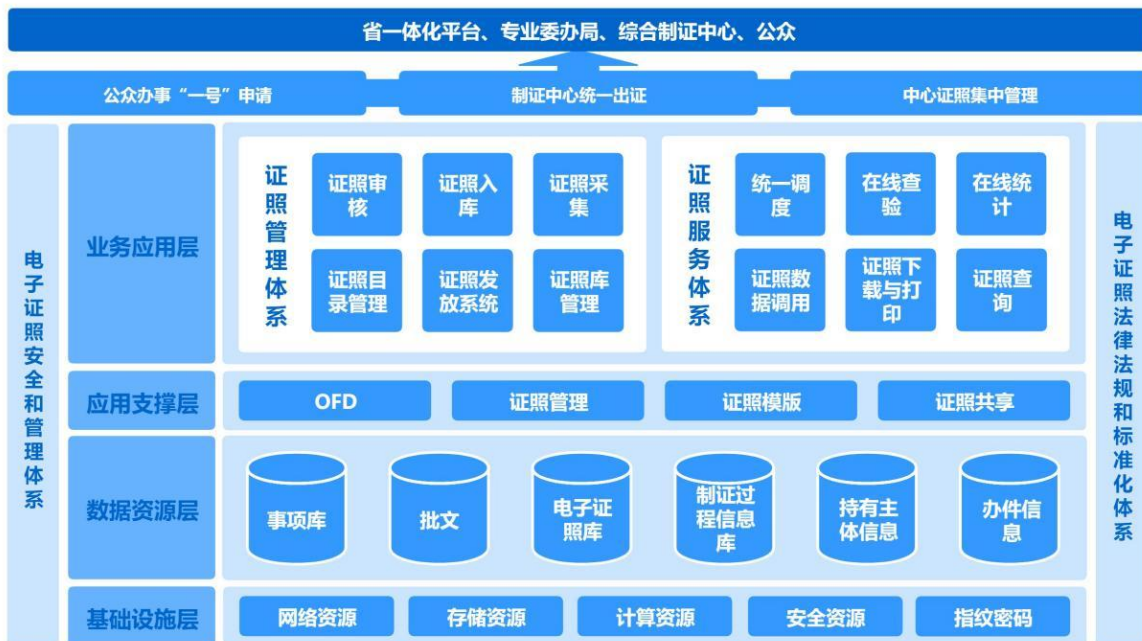 省一体化平台、专业委办局、综合制证中心、公众
公众办事“一号”申请
制证中心统一出证
中心证照集中管理
电子证照安全和管理体系
业务应用层
证照管理体系
证照审
核
证照入
库
证照采
集
证照目
录管理
证照发
放系统
证照库
管理
证照服务体系
统一调
度
在线查
验
在线统
计
证照数
据调用
证照下
载与打
印
证照查
询
应用支撑层
OFD
证照管理
证照模版
证照共享
数据资源层
事项库
批文
电子证
照库
制证过
程信息
库
持有主
体信息
办件信
息
基础设施层
网络资源
存储资源
计算资源
安全资源
指纹密码
电子证照法律法规和标准化体系